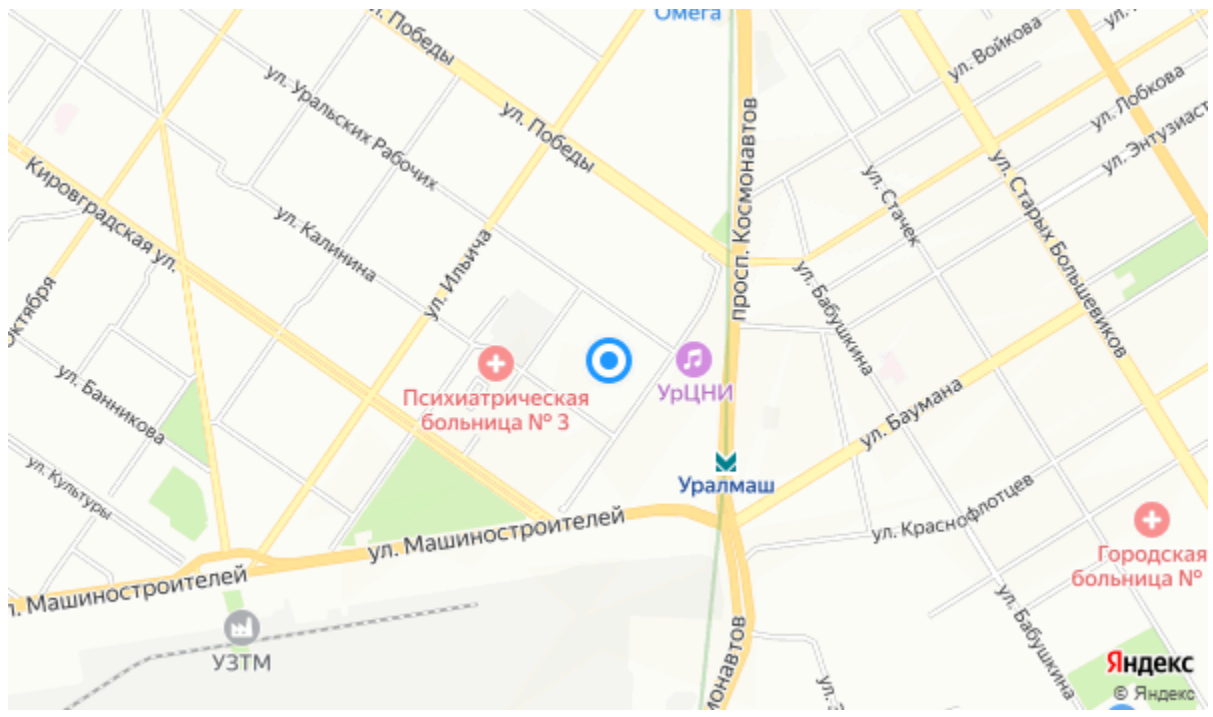 Омега
ул. Победы
ул. Войкова
ул. Уральских Рабочих
ул. Победы
просп. Космонавтов
ул. Лобкова
ул. Энтузиаст
ул. Стачек
ул. Старых Большевиков
Кировградская ул.
ул. Калинина
ул. Ильича
ул. Бабушкина
октября
УрЦНИ
Психиатрическая
больница № 3
ул. Банникова
ул. Баумана
ул. Культуры
Уралмаш
ул. Краснофлотцев
ул. Машиностроителей
Городская
больница №
л. Машиностроителей
ул. Бабушкина
УЗТМ
монавтов
Яндекс
© Яндекс